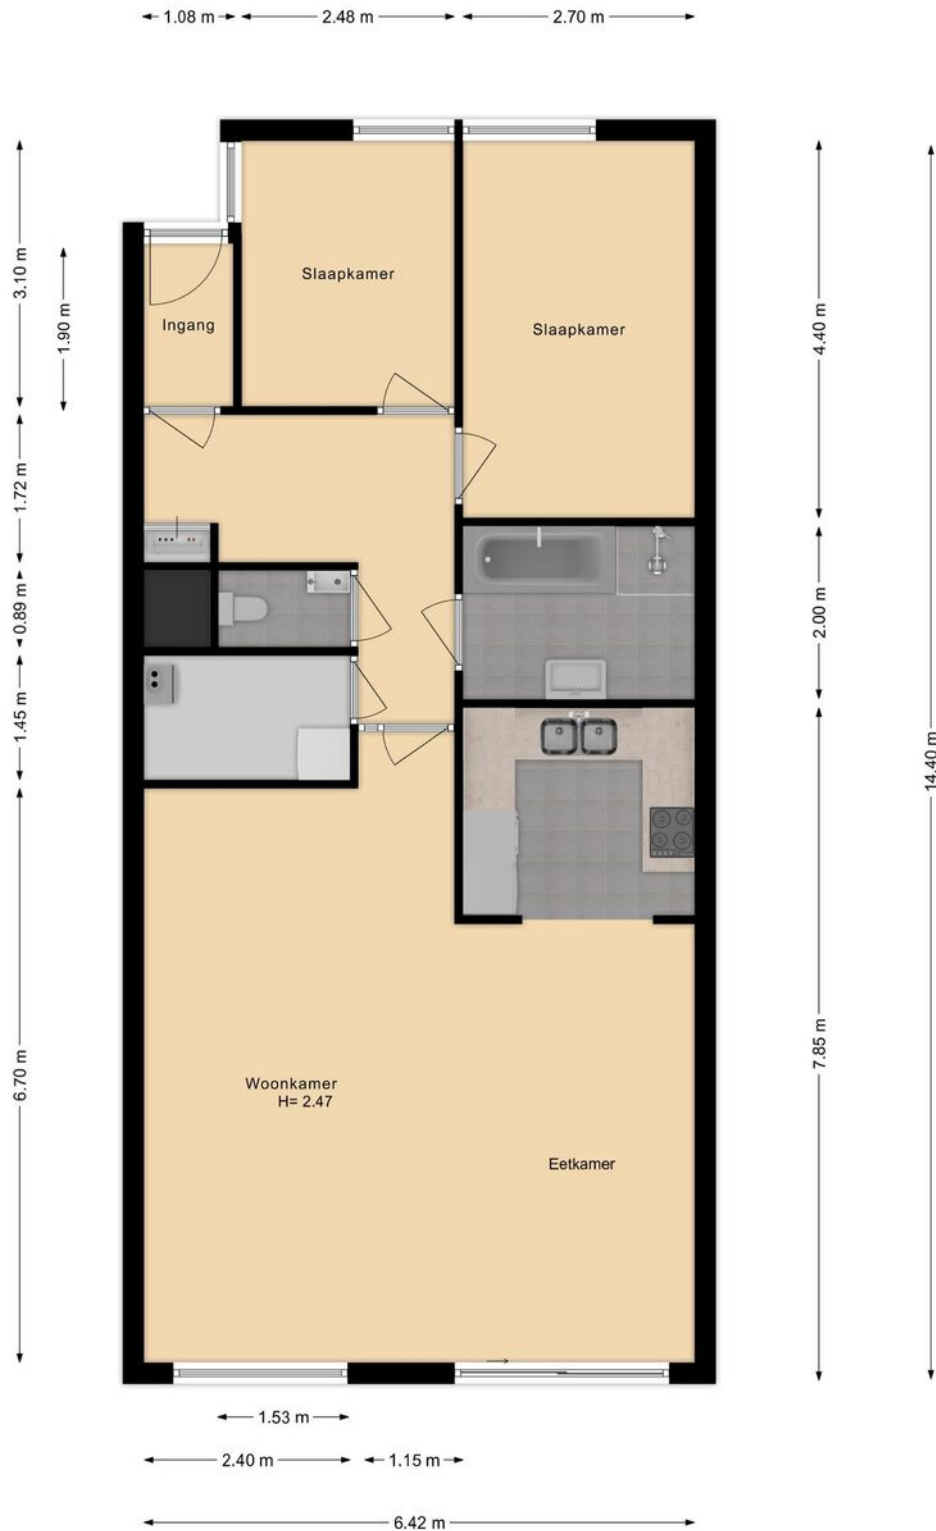 1.08 m
2.48 m
2.70 m
3.10 m
1.90 m
Slaapkamer
Ingang
Slaapkamer
4.40 m
1.72 m
0.89 m
2.00 m
1.45 m
14.40 m
6.70 m
7.85 m
Woonkamer
H= 2.47
Eetkamer
1.53 m
2.40 m
1.15 m
6.42 m